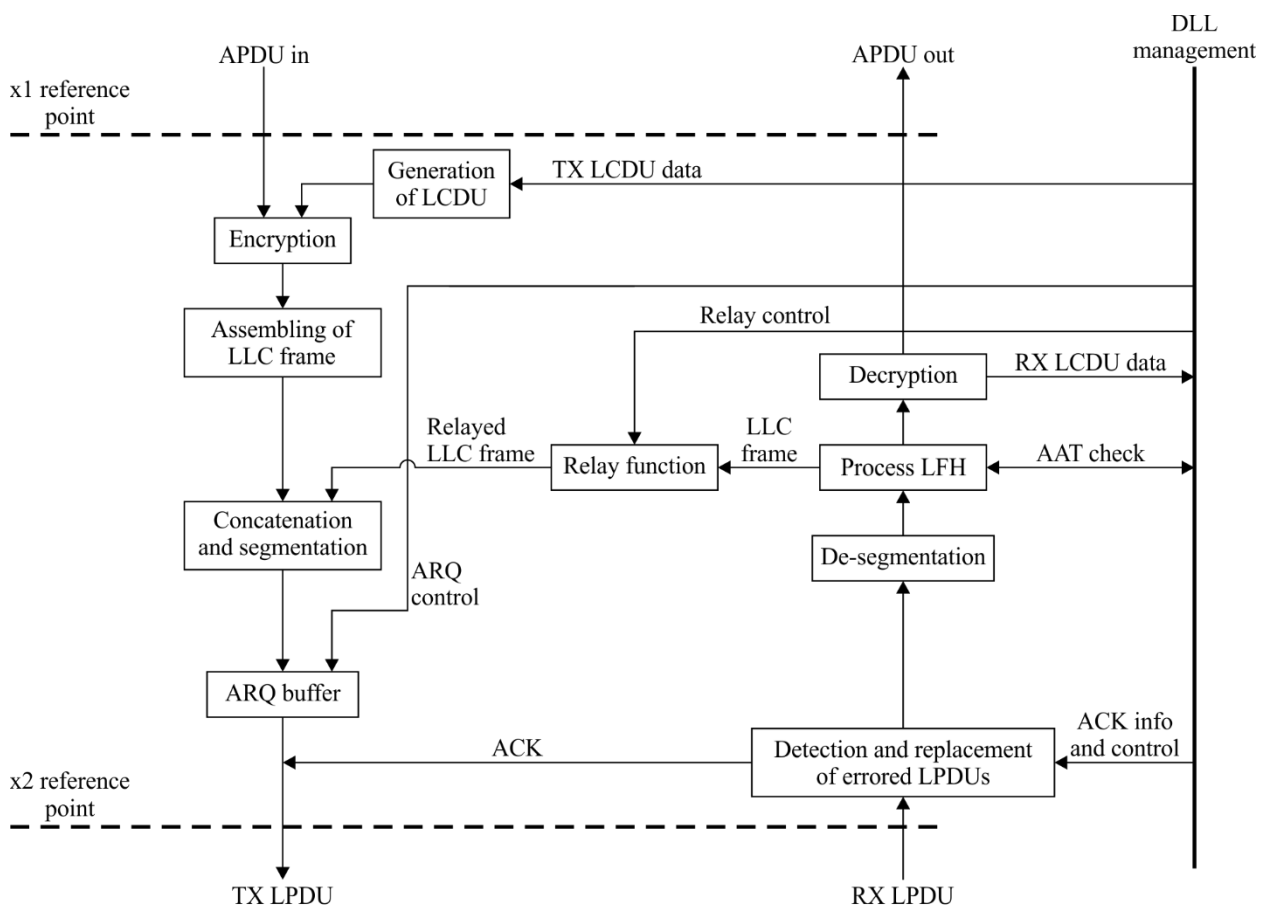 DLL
management
APDU in
APDU out
x1 reference
point
Generation
of LCDU
TX LCDU data
Encryption
Assembling of
LLC frame
Relay control
Decryption
RX LCDU data
Relayed
LLC frame
Relay function
LLC
frame
Process LFH
AAT check
Concatenation
and segmentation
De-segmentation
ARQ
control
ARQ buffer
ACK
Detection and replacement
of errored LPDUs
ACK info
and control
x2 reference
point
TX LPDU
RX LPDU